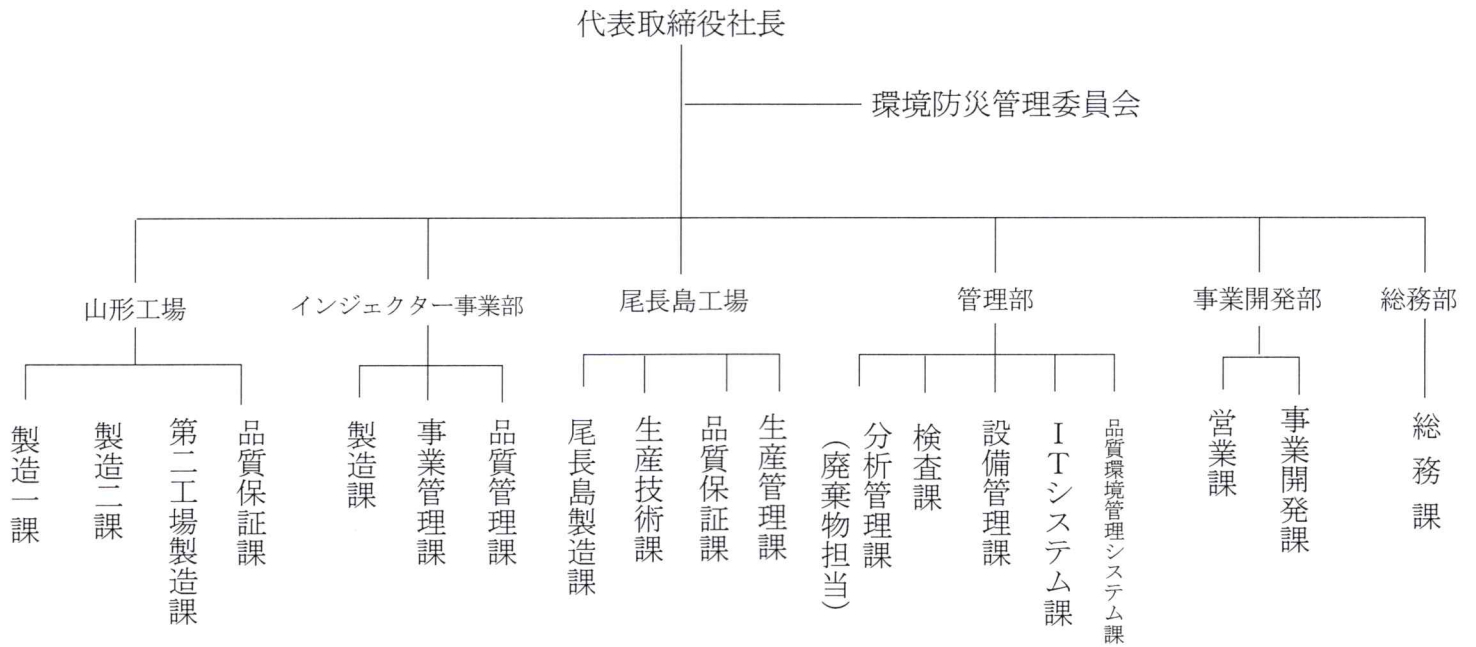 代表取締役社長
環境防災管理委員会
山形工場
インジェクター事業部
尾長島工場
管理部
事業開発部
総務部
製造一課
製造二課
第二工場製造課
品質保証課
製造課
事業管理課
品質管理課
尾長島製造課
生産技術課
品質保証課
生産管理課
分析管理課
（廃棄物担当）
検査課
設備管理課
ＩＴシステム課
品質環境管理システム課
営業課
事業開発課
総務課